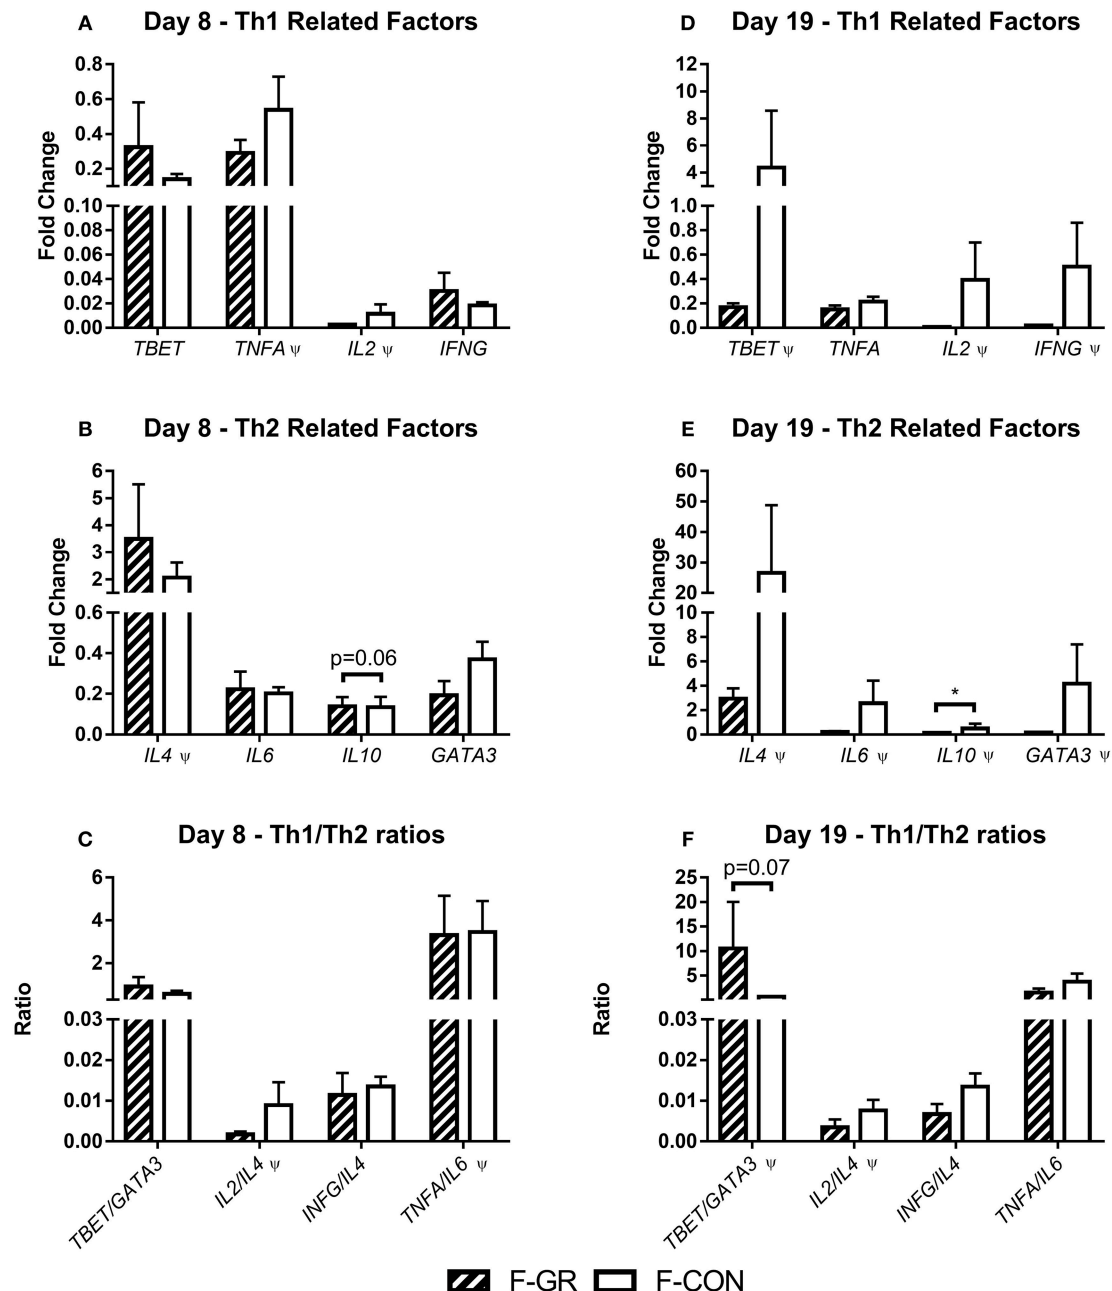 A Day 8 - Th1 Related Factors
Fold Change
0.8
0.6
0.4
0.2
0.10
0.08
0.06
0.04
0.02
0.00
TBET TNFA ψ IL2 ψ IFNG
D Day 19 - Th1 Related Factors
Fold Change
12
10
8
6
4
1.0
0.8
0.6
0.4
0.2
0.0
TBET ψ TNFA IL2 ψ IFNG ψ
B Day 8 - Th2 Related Factors
Fold Change
6
5
4
3
2
0.6
0.4
0.2
0.0
p=0.06
IL4 ψ IL6 IL10 GATA3
E Day 19 - Th2 Related Factors
Fold Change
60
50
40
30
20
10
8
6
4
2
0
*
IL4 ψ IL6 ψ IL10 ψ GATA3 ψ
C Day 8 - Th1/Th2 ratios
Ratio
6
4
2
0.03
0.02
0.01
0.00
TBET/GATA3 IL2/IL4 ψ INFG/IL4 TNFA/IL6 ψ
F Day 19 - Th1/Th2 ratios
Ratio
p=0.07
25
20
15
10
5
0.03
0.02
0.01
0.00
TBET/GATA3 ψ IL2/IL4 ψ INFG/IL4 TNFA/IL6
F-GR F-CON